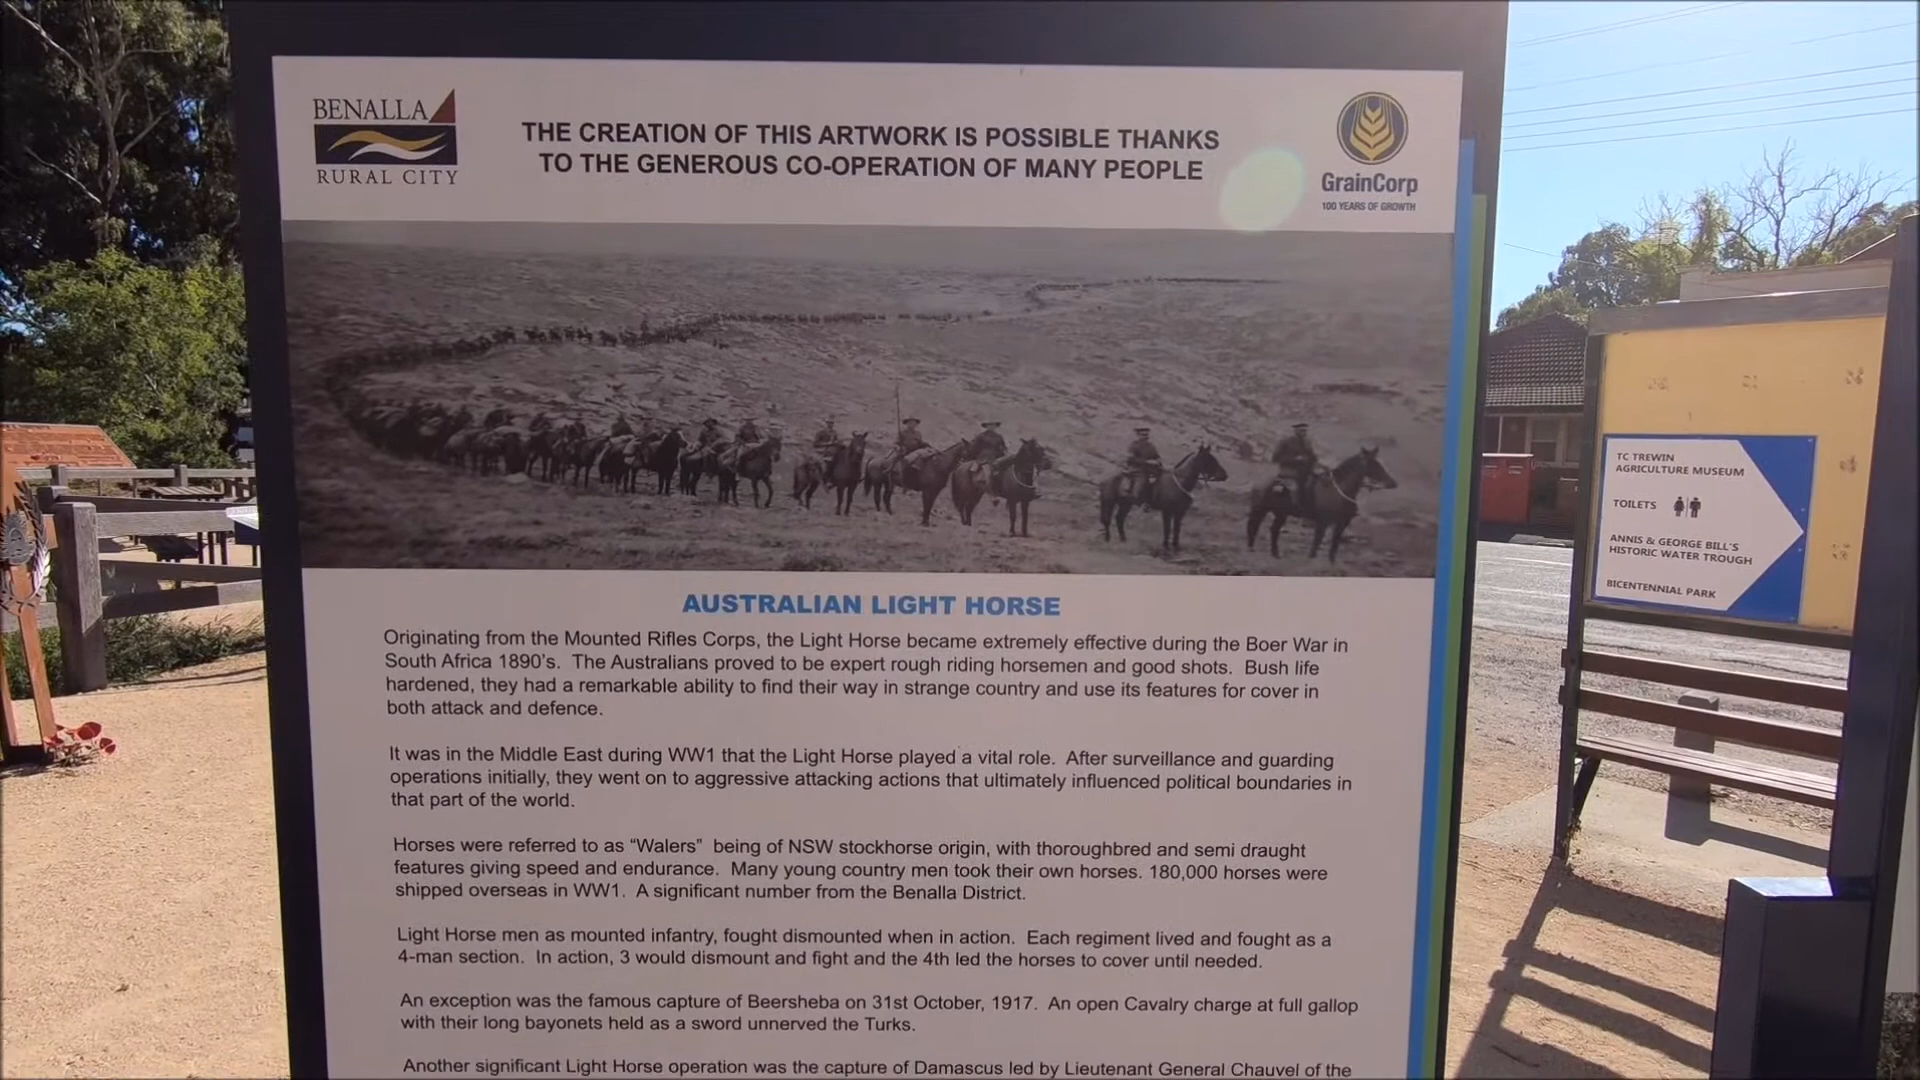 BENALLA
RURAL CITY
THE CREATION OF THIS ARTWORK IS POSSIBLE THANKS
TO THE GENEROUS CO-OPERATION OF MANY PEOPLE
GrainCorp
100 YEARS OF GROWTH
AUSTRALIAN LIGHT HORSE
Originating from the Mounted Rifles Corps, the Light Horse became extremely effective during the Boer War in
South Africa 1890's. The Australians proved to be expert rough riding horsemen and good shots. Bush life
hardened, they had a remarkable ability to find their way in strange country and use its features for cover in
both attack and defence.
It was in the Middle East during WW1 that the Light Horse played a vital role. After surveillance and guarding
operations initially, they went on to aggressive attacking actions that ultimately influenced political boundaries in
that part of the world.
Horses were referred to as “Walers” being of NSW stockhorse origin, with thoroughbred and semi draught
features giving speed and endurance. Many young country men took their own horses. 180,000 horses were
shipped overseas in WW1. A significant number from the Benalla District.
Light Horse men as mounted infantry, fought dismounted when in action. Each regiment lived and fought as a
4-man section. In action, 3 would dismount and fight and the 4th led the horses to cover until needed.
An exception was the famous capture of Beersheba on 31st October, 1917. An open Cavalry charge at full gallop
with their long bayonets held as a sword unnerved the Turks.
Another significant Light Horse operation was the capture of Damascus led by Lieutenant General Chauvel of the
TC TREWIN
AGRICULTURE MUSEUM
TOILETS
ANNIS & GEORGE BILL'S
HISTORIC WATER TROUGH
BICENTENNIAL PARK